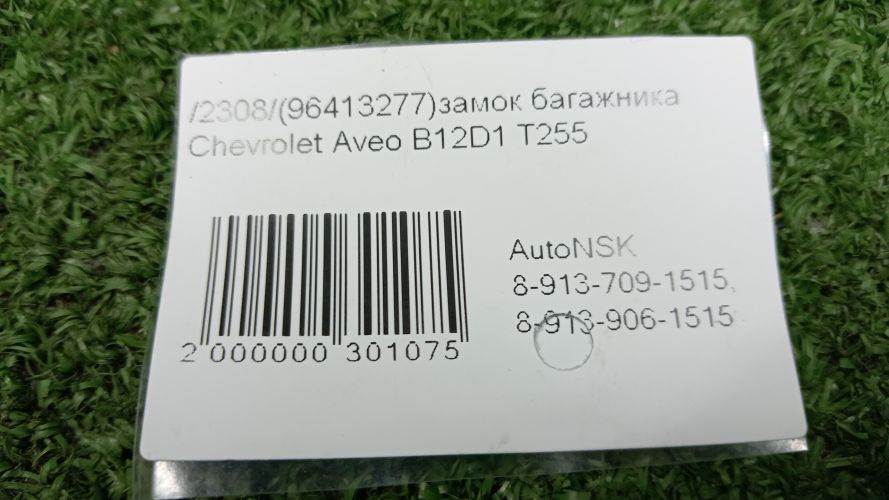 /2308/(96413277)замок багажника
Chevrolet Aveo B12D1 T255
AutoNSK
8-913-709-1515,
8-913-906-1515
2 000000 301075